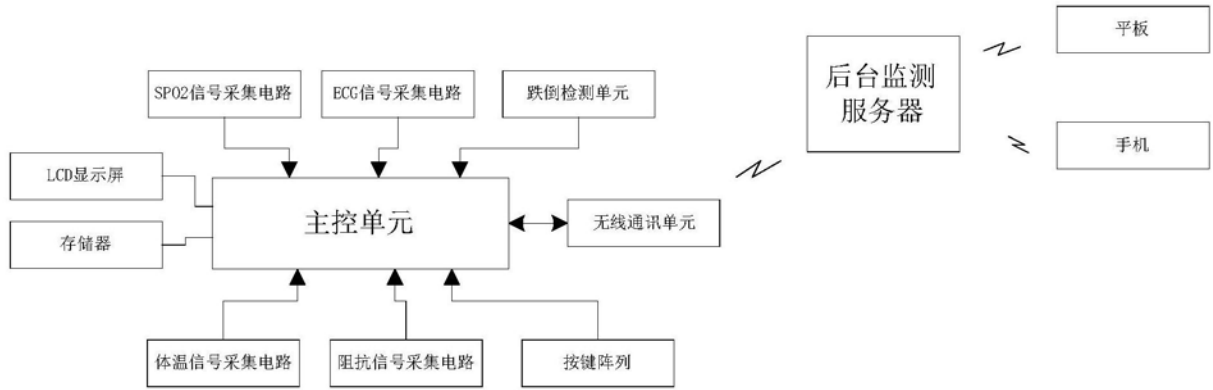 平板
后台监测
服务器
SPO2信号采集电路
ECG信号采集电路
跌倒检测单元
手机
LCD显示屏
主控单元
无线通讯单元
存储器
体温信号采集电路
阻抗信号采集电路
按键阵列